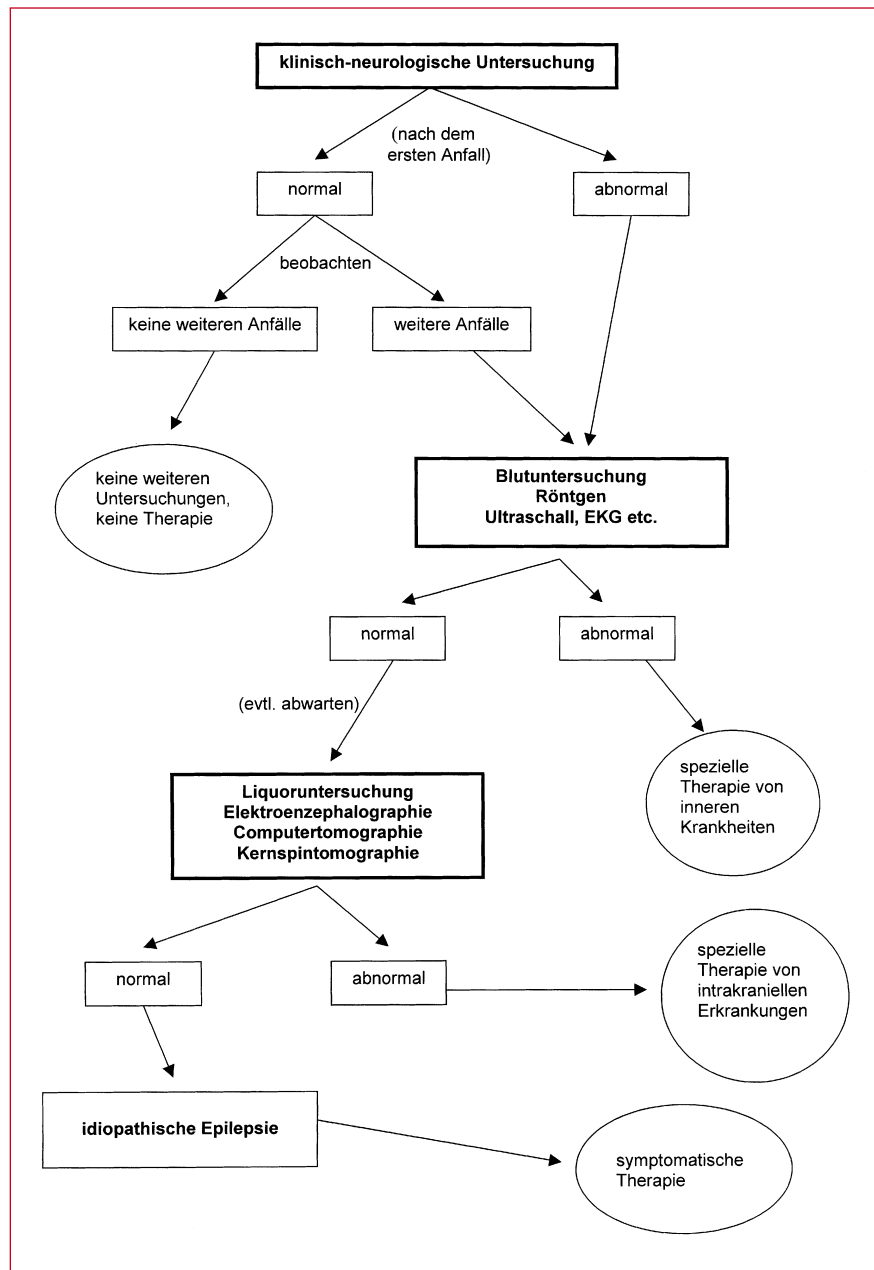 klinisch-neurologische Untersuchung
(nach dem
ersten Anfall)
normal
abnormal
beobachten
keine weiteren Anfälle
weitere Anfälle
keine weiteren
Untersuchungen,
keine Therapie
Blutuntersuchung
Röntgen
Ultraschall, EKG etc.
normal
abnormal
(evtl. abwarten)
spezielle
Therapie von
inneren
Krankheiten
Liquoruntersuchung
Elektroenzephalographie
Computertomographie
Kernspintomographie
normal
abnormal
spezielle
Therapie von
intrakraniellen
Erkrankungen
idiopathische Epilepsie
symptomatische
Therapie